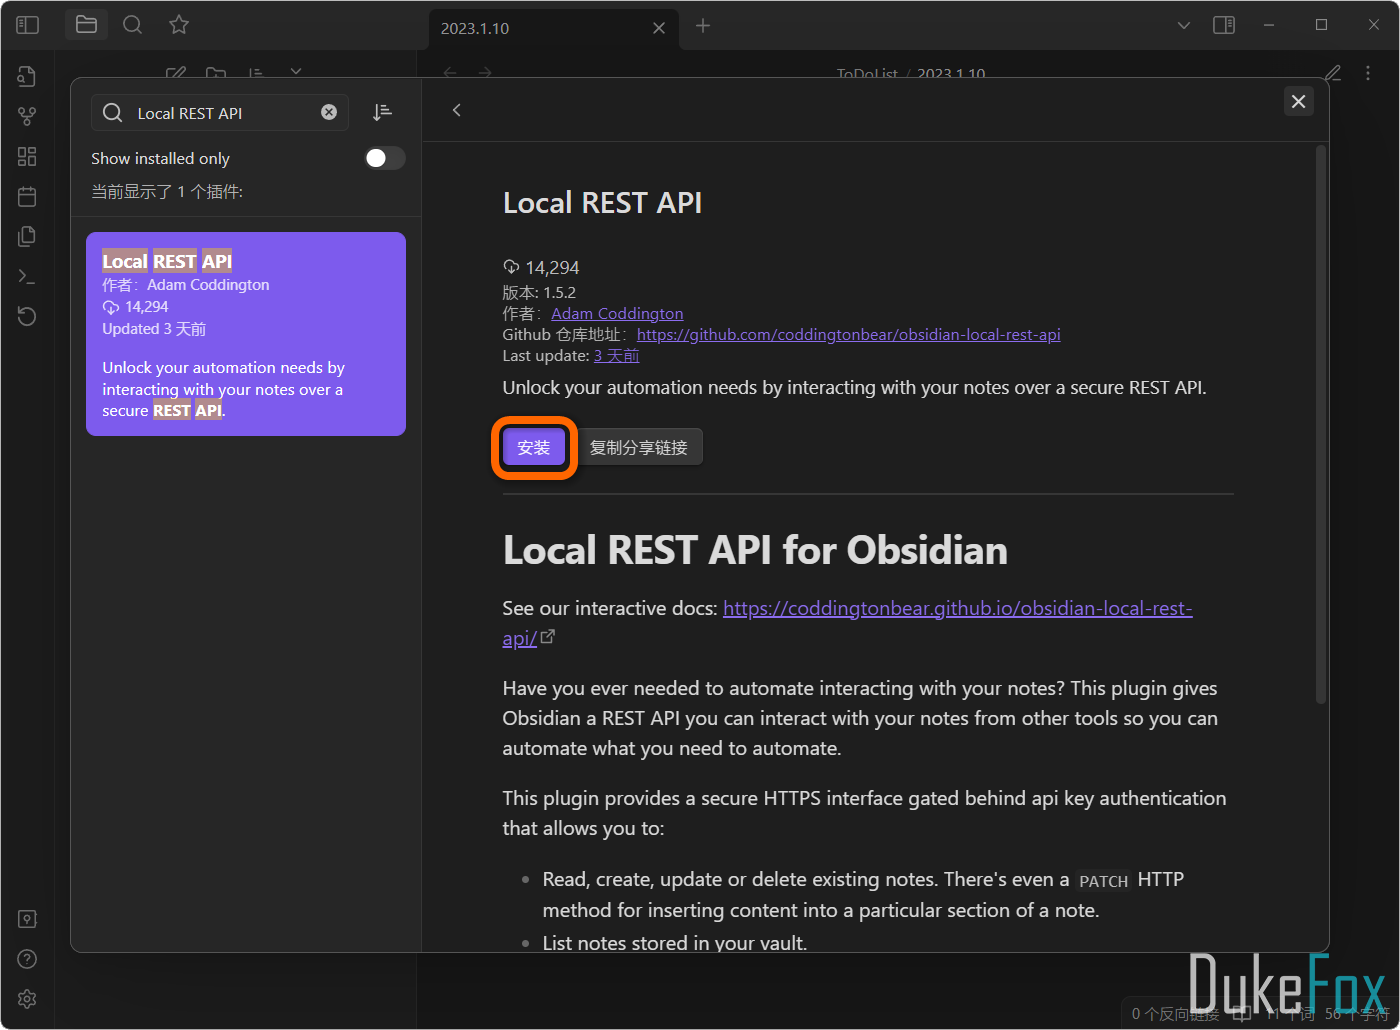 2023.1.10
ToDoList / 2023.1.10
Local REST API
Show installed only
当前显示了 1 个插件:
Local REST API
作者：Adam Coddington
14,294
Updated 3 天前
Unlock your automation needs by
interacting with your notes over a
secure REST API.
Local REST API
14,294
版本: 1.5.2
作者：Adam Coddington
Github 仓库地址：https://github.com/coddingtonbear/obsidian-local-rest-api
Last update: 3 天前
Unlock your automation needs by interacting with your notes over a secure REST API.
安装
复制分享链接
Local REST API for Obsidian
See our interactive docs: https://coddingtonbear.github.io/obsidian-local-rest-
api/
Have you ever needed to automate interacting with your notes? This plugin gives
Obsidian a REST API you can interact with your notes from other tools so you can
automate what you need to automate.
This plugin provides a secure HTTPS interface gated behind api key authentication
that allows you to:
• Read, create, update or delete existing notes. There's even a PATCH HTTP
method for inserting content into a particular section of a note.
• List notes stored in your vault.
DukeFox
0 个反向链接 11 个词 56 个字符